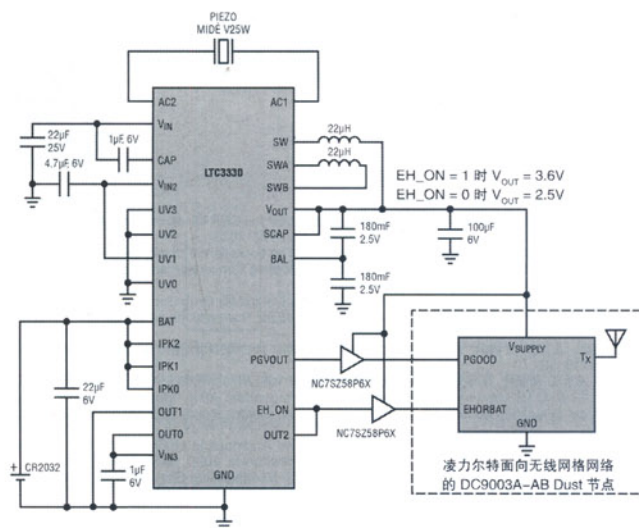 PIEZO
MIDÉ V25W
AC2
AC1
VIN
22μF
25V
1μF, 6V
CAP
4.7μF, 6V
VIN2
LTC3330
SW
22μH
SWA
22μH
SWB
EH_ON = 1 时 VOUT = 3.6V
EH_ON = 0 时 VOUT = 2.5V
UV3
UV2
UV1
UV0
VOUT
SCAP
BAL
180mF
2.5V
180mF
2.5V
100μF
6V
BAT
IPK2
IPK1
IPK0
22μF
6V
OUT1
OUT0
VIN3
1μF
6V
CR2032
GND
PGVOUT
NC7SZ58P6X
EH_ON
OUT2
NC7SZ58P6X
VSUPPLY
TX
PGOOD
EHORBAT
GND
凌力尔特面向无线网格网络
的 DC9003A-AB Dust 节点